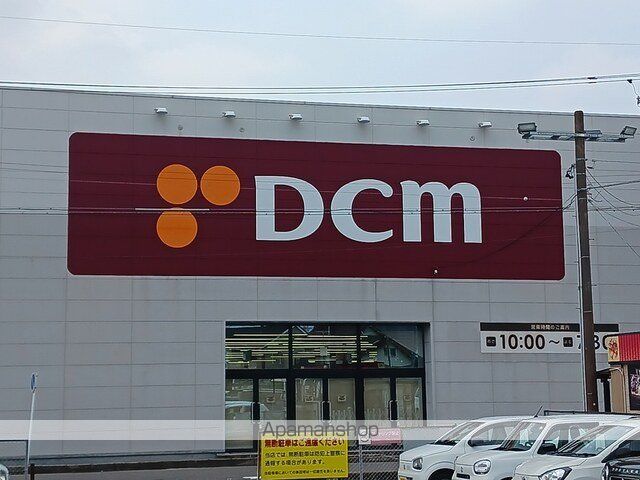 DCM
営業時間のご案内
10:00～
Apamanshop
無断駐車はご遠慮ください